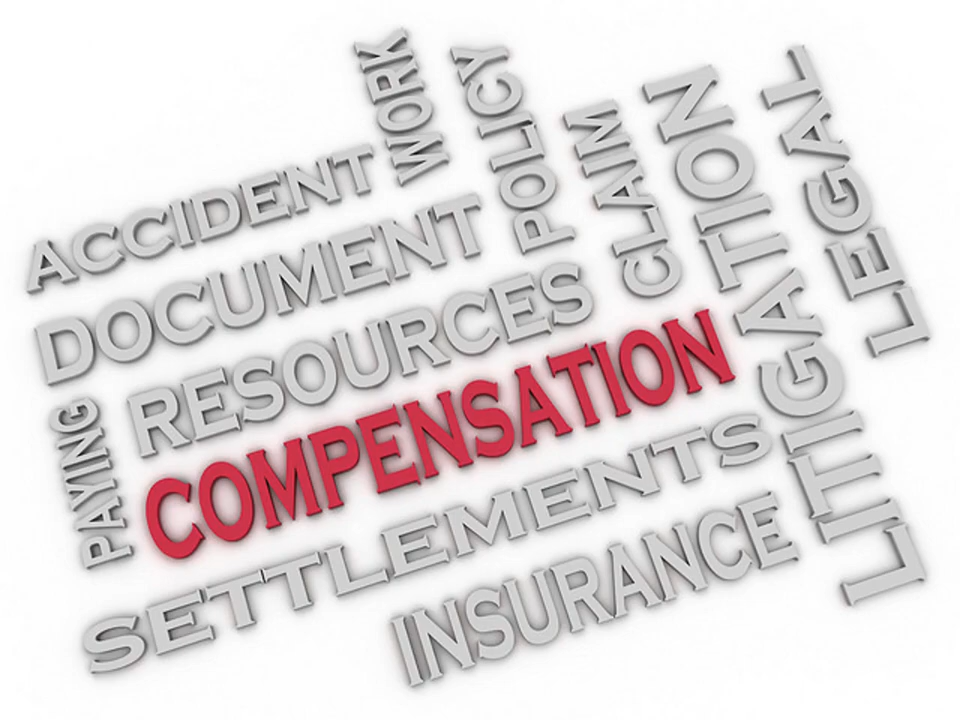 WORK
POLICY
CLAIM
LITIGATION
LEGAL
ACCIDENT
DOCUMENT
RESOURCES
PAYING
COMPENSATION
SETTLEMENTS
INSURANCE